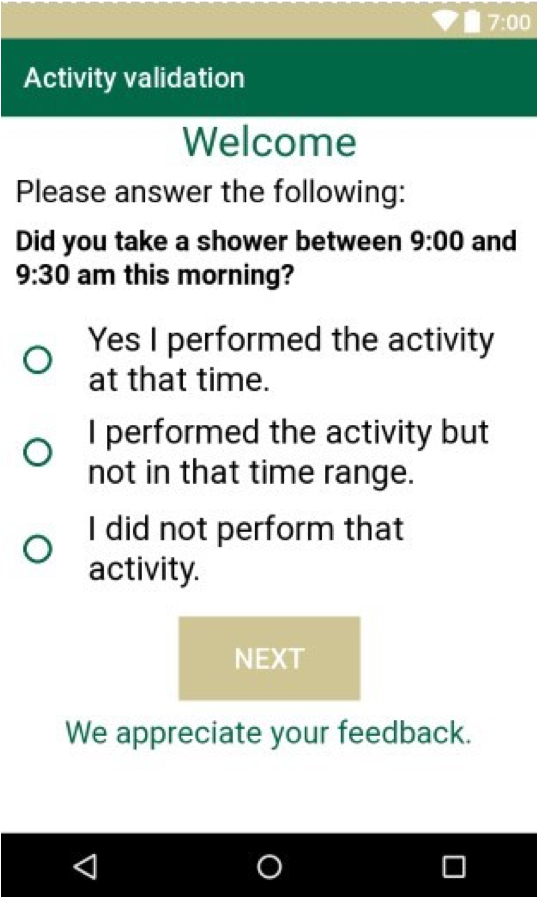 7:00
Activity validation
Welcome
Please answer the following:
Did you take a shower between 9:00 and
9:30 am this morning?
Yes I performed the activity
at that time.
I performed the activity but
not in that time range.
I did not perform that
activity.
NEXT
We appreciate your feedback.